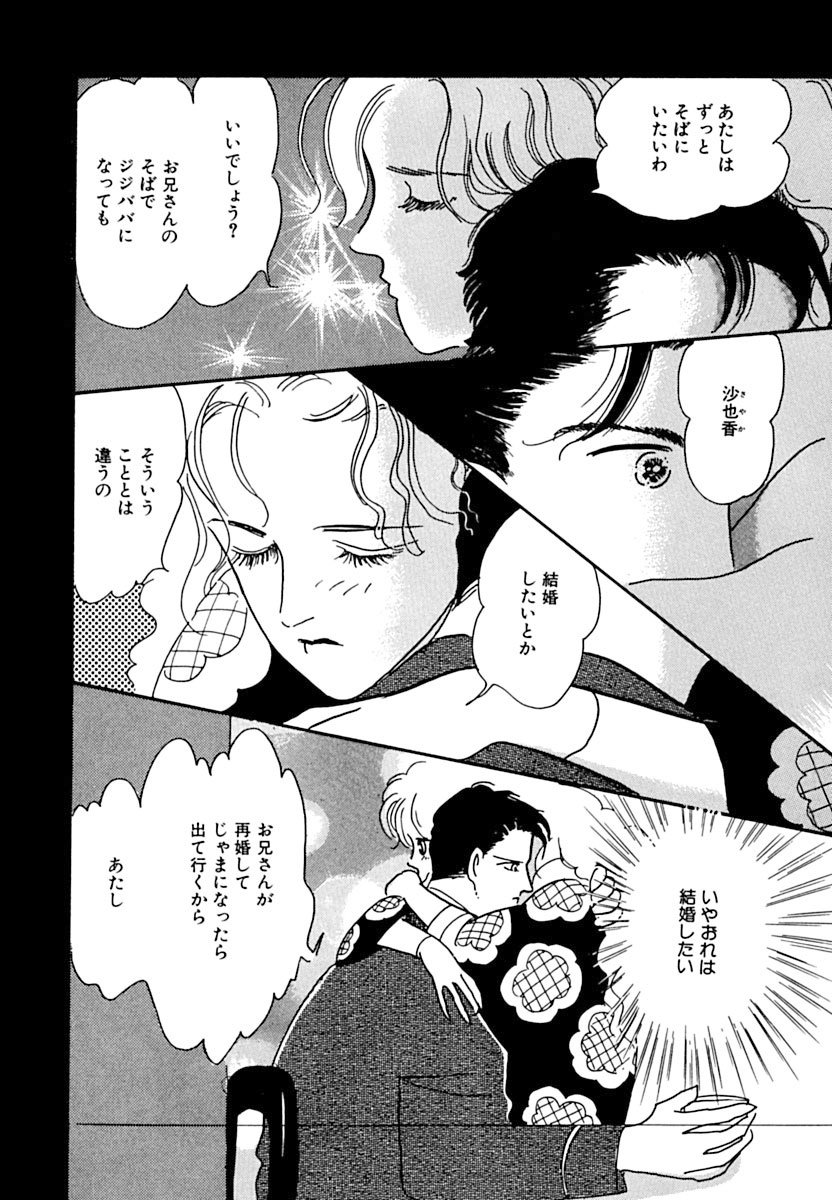 あたしは
ずっと
そばに
いたいわ
いいでしょう?
お兄さんの
そばで
ジジババに
なっても
沙也香
さやか
結婚
したいとか
そういう
こととは
違うの
いやおれは
結婚したい
お兄さんが
再婚して
じゃまになったら
出て行くから
あたし